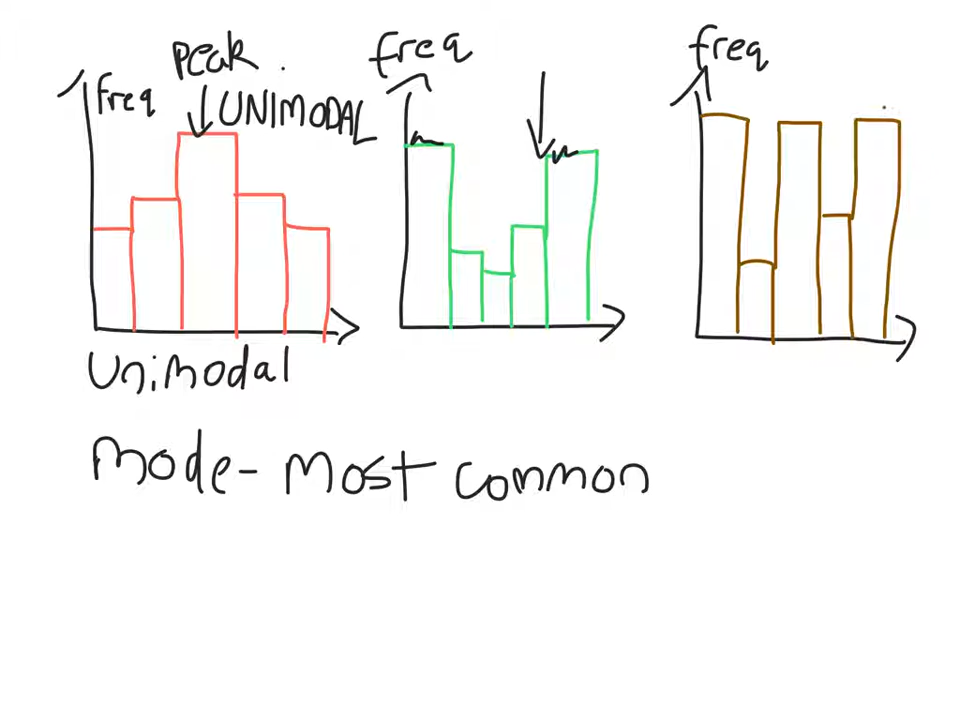 Peak.
freq
UNIMODAL
Unimodal
freq
freq
Mode- Most common